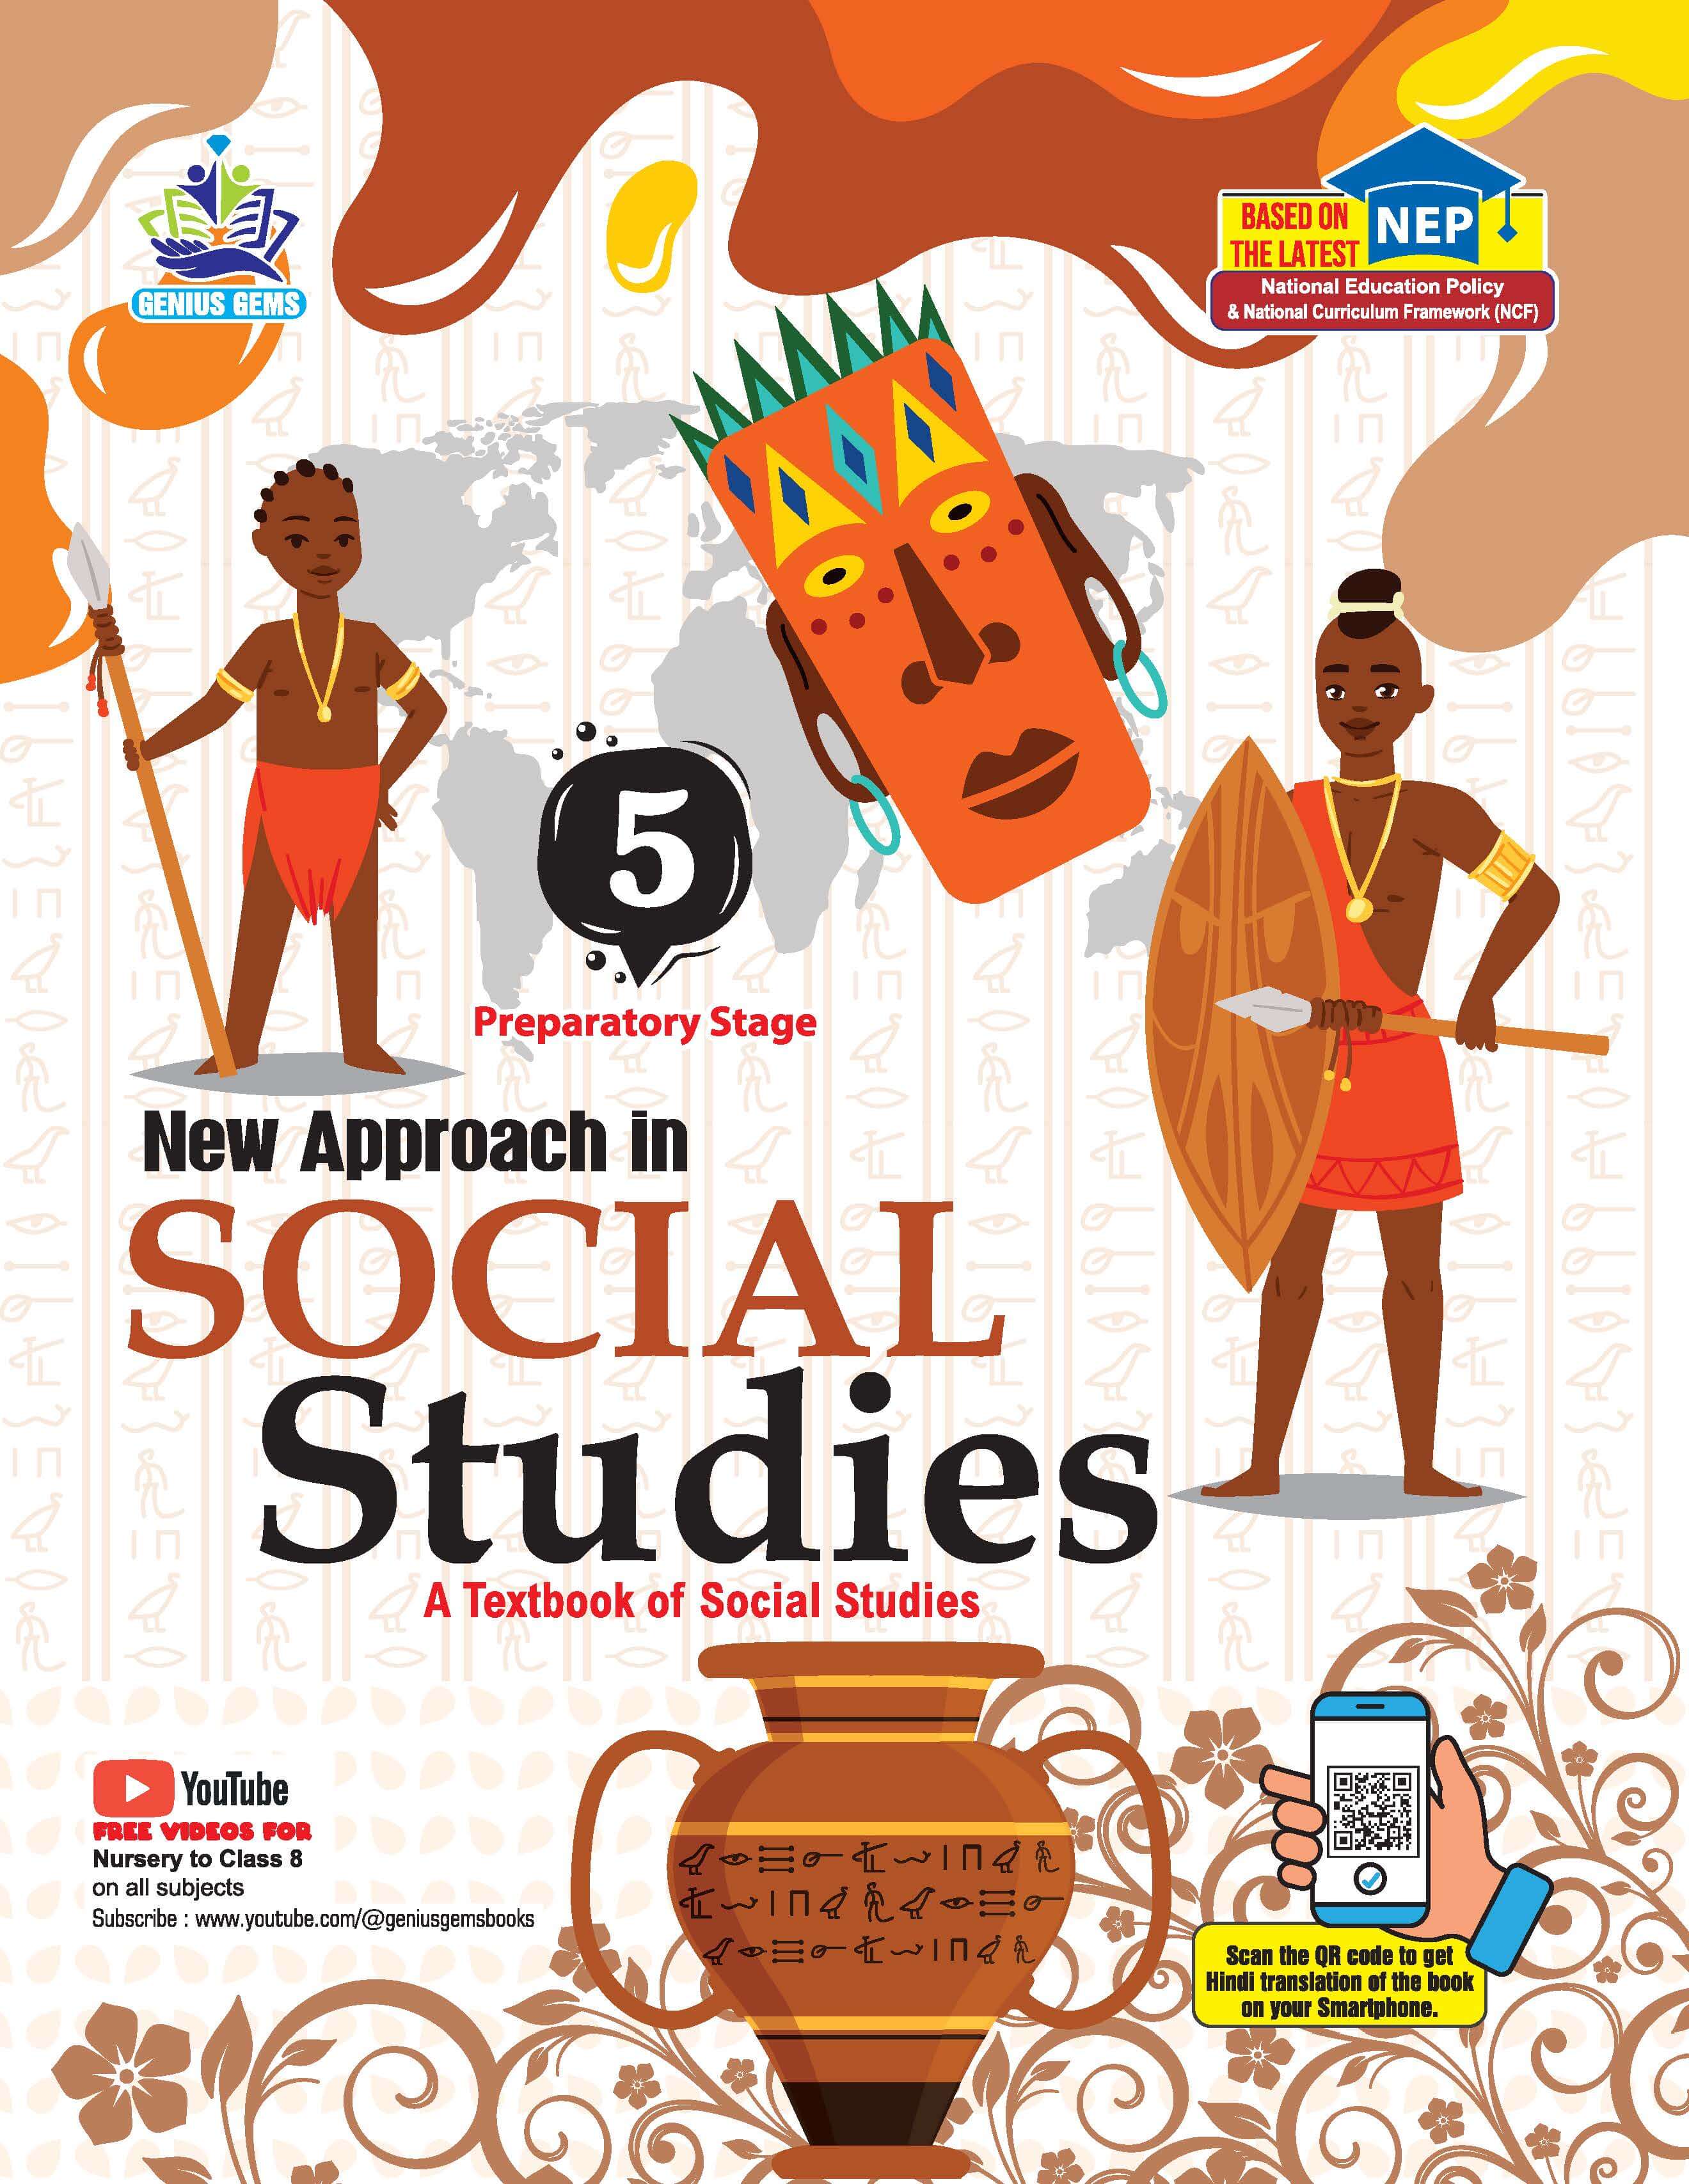 GENIUS GEMS
BASED ON
THE LATEST
NEP
National Education Policy
& National Curriculum Framework (NCF)
5
Preparatory Stage
New Approach in
SOCIAL
Studies
A Textbook of Social Studies
YouTube
FREE VIDEOS FOR
Nursery to Class 8
on all subjects
Subscribe : www.youtube.com/@geniusgemsbooks
Scan the QR code to get
Hindi translation of the book
on your Smartphone.